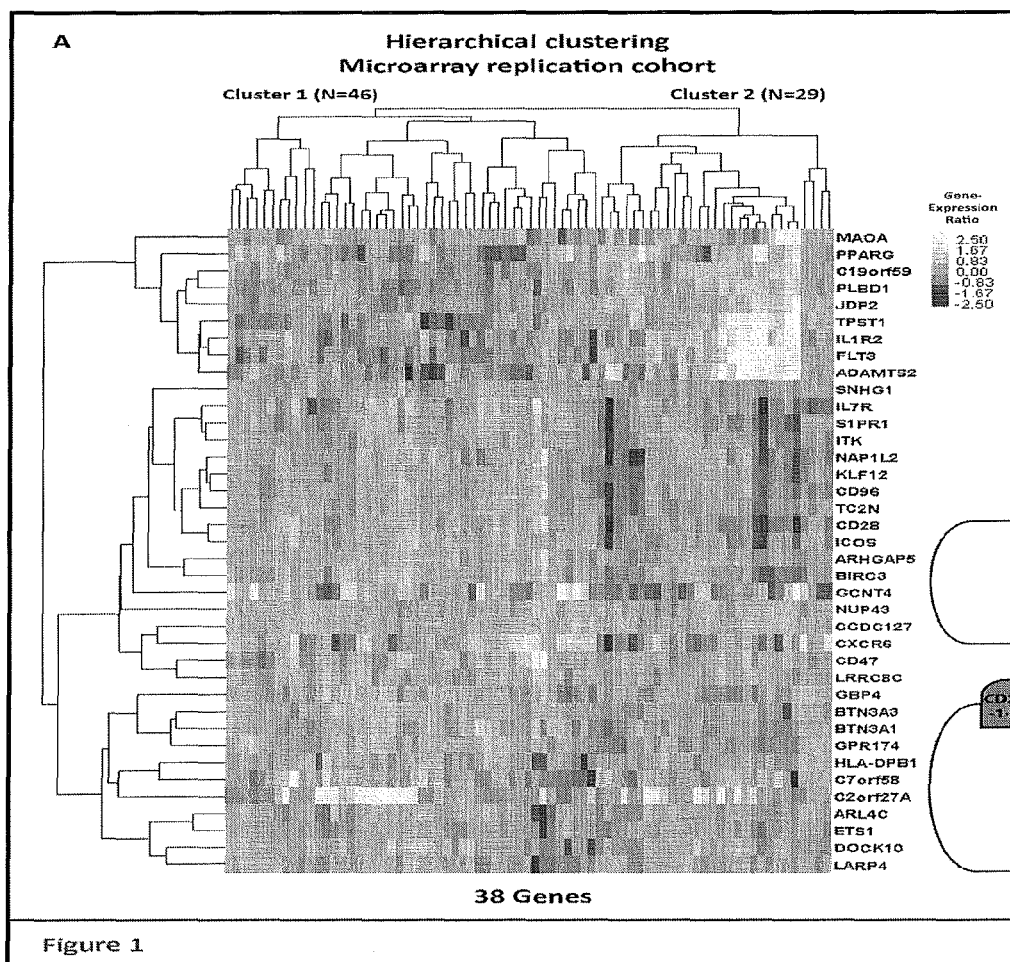 A
Hierarchical clustering
Microarray replication cohort
Cluster 1 (N=46)
Cluster 2 (N=29)
Gene-
Expression
Ratio
2.50
1.67
0.83
0.00
-0.83
-1.67
-2.50
MAOA
PPARG
C19orf59
PLBD1
JDP2
TPST1
IL1R2
FLT3
ADAMTS2
SNHG1
IL7R
S1PR1
ITK
NAP1L2
KLF12
CD96
TC2N
CD28
ICOS
ARHGAP5
BIRC3
GCNT4
NUP43
CCDC127
CXCR6
CD47
LRRC8C
GBP4
BTN3A3
BTN3A1
GPR174
HLA-DPB1
C7orf58
C2orf27A
ARL4C
ETS1
DOCK10
LARP4
38 Genes
Figure 1